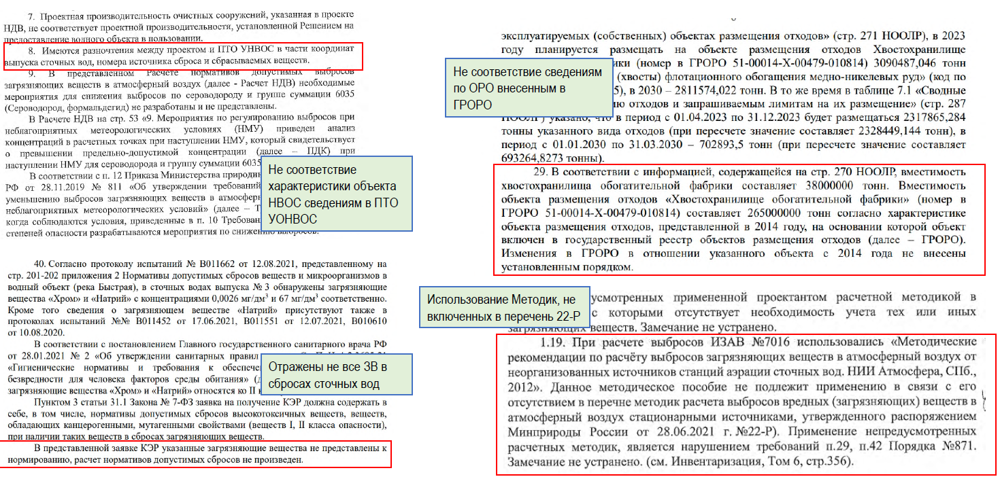 7. Проектная производительность очистных сооружений, указанная в проекте
НДВ, не соответствует проектной производительности, установленной Решением на
предоставление водного объекта в пользовании.
8. Имеются разночтения между проектом и ПТО УНВОС в части координат
выпуска сточных вод, номера источника сброса и сбрасываемых веществ.
9. В представленном Расчете нормативов допустимых выбросов
загрязняющих веществ в атмосферный воздух (далее - Расчет НДВ) необходимые
мероприятия для снижения выбросов по сероводороду и группе суммации 6035
(Сероводород, формальдегид) не разработаны и не представлены.
В Расчете НДВ на стр. 53 «9. Мероприятия по регулированию выбросов при
неблагоприятных метеорологических условиях (НМУ) приведен анализ
концентраций в расчетных точках при наступлении НМУ, который свидетельствует
о превышении предельно-допустимой концентрации (далее – ПДК) при
наступлении НМУ для сероводорода и группу суммации 6035
В соответствии с п. 12 Приказа Министерства природны
РФ от 28.11.2019 № 811 «Об утверждении требований
уменьшению выбросов загрязняющих веществ в атмосферн
неблагоприятных метеорологических условий» (далее – Т
когда соблюдаются условия, приведенные в п. 10 Требован
степеней опасности разрабатываются мероприятия по снижению выбросов.
Не соответствие
характеристики объекта
НВОС сведениям в ПТО
УОНВОС
40. Согласно протоколу испытаний № В011662 от 12.08.2021, представленному на
стр. 201-202 приложения 2 Нормативы допустимых сбросов веществ и микроорганизмов в
водный объект (река Быстрая), в сточных водах выпуска № 3 обнаружены загрязняющие
вещества «Хром» и «Натрий» с концентрациями 0,0026 мг/дм³ и 67 мг/дм³ соответственно.
Кроме того сведения о загрязняющем веществе «Натрий» присутствуют также в
протоколах испытаний №№ В011452 от 17.06.2021, В011551 от 12.07.2021, В010610
от 10.08.2020.
В соответствии с постановлением Главного государственного санитарного врача РФ
от 28.01.2021 № 2 «Об утверждении санитарных правил
«Гигиенические нормативы и требования к обеспечен
безвредности для человека факторов среды обитания» (д
загрязняющие вещества «Хром» и «Натрий» относятся ко II к
Пунктом 3 статьи 31.1 Закона № 7-ФЗ заявка на получение КЭР должна содержать в
себе, в том числе, нормативы допустимых сбросов высокотоксичных веществ, веществ,
обладающих канцерогенными, мутагенными свойствами (веществ I, II класса опасности),
при наличии таких веществ в сбросах загрязняющих веществ.
В представленной заявке КЭР указанные загрязняющие вещества не представлены к
нормированию, расчет нормативов допустимых сбросов не произведен.
Отражены не все ЗВ в
сбросах сточных вод
эксплуатируемых (собственных) объектах размещения отходов» (стр. 271 НООЛР), в 2023
году планируется размещать на объекте размещения отходов Хвостохранилище
ики (номер в ГРОРО 51-00014-Х-00479-010814) 3090487,046 тонн
(хвосты) флотационного обогащения медно-никелевых руд» (код по
5), в 2030 – 2811574,022 тонн. В то же время в таблице 7.1 «Сводные
ию отходов и запрашиваемым лимитам на их размещение» (стр. 287
НООЛР) указано, что в период с 01.04.2023 по 31.12.2023 будет размещаться 2317865,284
тонны указанного вида отходов (при пересчете значение составляет 2328449,144 тонн), в
период с 01.01.2030 по 31.03.2030 – 702893,5 тонн (при пересчете значение составляет
693264,8273 тонны).
Не соответствие сведениям
по ОРО внесенным в
ГРОРО
29. В соответствии с информацией, содержащейся на стр. 270 НООЛР, вместимость
хвостохранилища обогатительной фабрики составляет 38000000 тонн. Вместимость
объекта размещения отходов «Хвостохранилище обогатительной фабрики» (номер в
ГРОРО 51-00014-Х-00479-010814) составляет 265000000 тонн согласно характеристике
объекта размещения отходов, представленной в 2014 году, на основании которой объект
включен в государственный реестр объектов размещения отходов (далее – ГРОРО).
Изменения в ГРОРО в отношении указанного объекта с 2014 года не внесены
установленным порядком.
Использование Методик, не
включенных в перечень 22-Р
усмотренных примененной проектантом расчетной методикой в
с которыми отсутствует необходимость учета тех или иных
загрязняющих веществ. Замечание не устранено.
1.19. При расчете выбросов ИЗАВ №7016 использовались «Методические
рекомендации по расчёту выбросов загрязняющих веществ в атмосферный воздух от
неорганизованных источников станций аэрации сточных вод. НИИ Атмосфера, СПб.,
2012». Данное методическое пособие не подлежит применению в связи с его
отсутствием в перечне методик расчета выбросов вредных (загрязняющих) веществ в
атмосферный воздух стационарными источниками, утвержденного распоряжением
Минприроды России от 28.06.2021 г. №22-Р). Применение непредусмотренных
расчетных методик, является нарушением требований п.29, п.42 Порядка №871.
Замечание не устранено. (см. Инвентаризация, Том 6, стр.356).